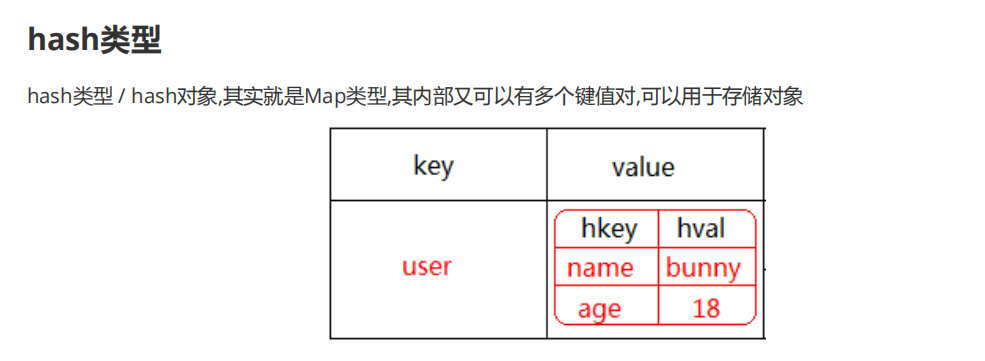 hash类型
hash类型 / hash对象,其实就是Map类型,其内部又可以有多个键值对,可以用于存储对象
key value
hkey hval
user name bunny
age 18